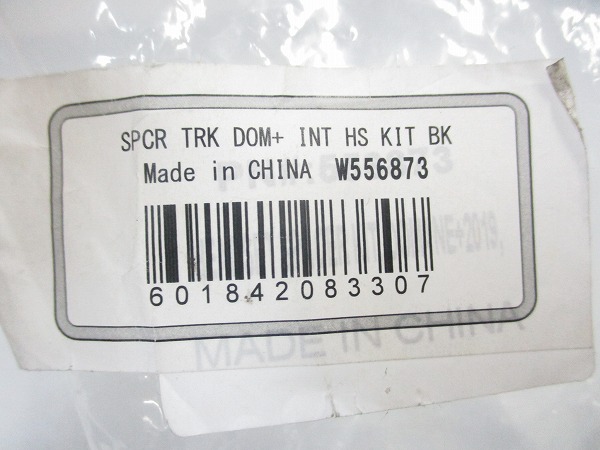 SPCR TRK DOM+ INT HS KIT BK
Made in CHINA W556873
601842083307
MADE IN CHINA